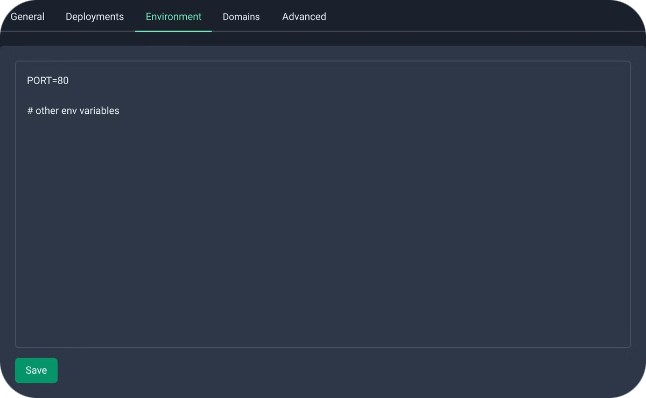 General Deployments Environment Domains Advanced
PORT=80
# other env variables
Save